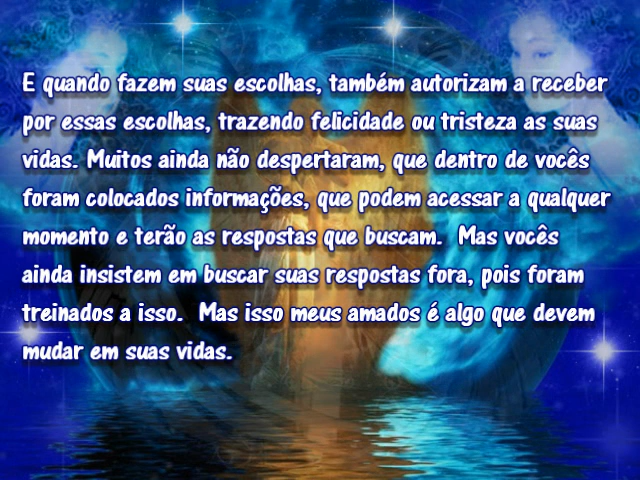 E quando fazem suas escolhas, também autorizam a receber
por essas escolhas, trazendo felicidade ou tristeza as suas
vidas. Muitos ainda não despertaram, que dentro de vocês
foram colocados informações, que podem acessar a qualquer
momento e terão as respostas que buscam.  Mas vocês
ainda insistem em buscar suas respostas fora, pois foram
treinados a isso.  Mas isso meus amados é algo que devem
mudar em suas vidas.